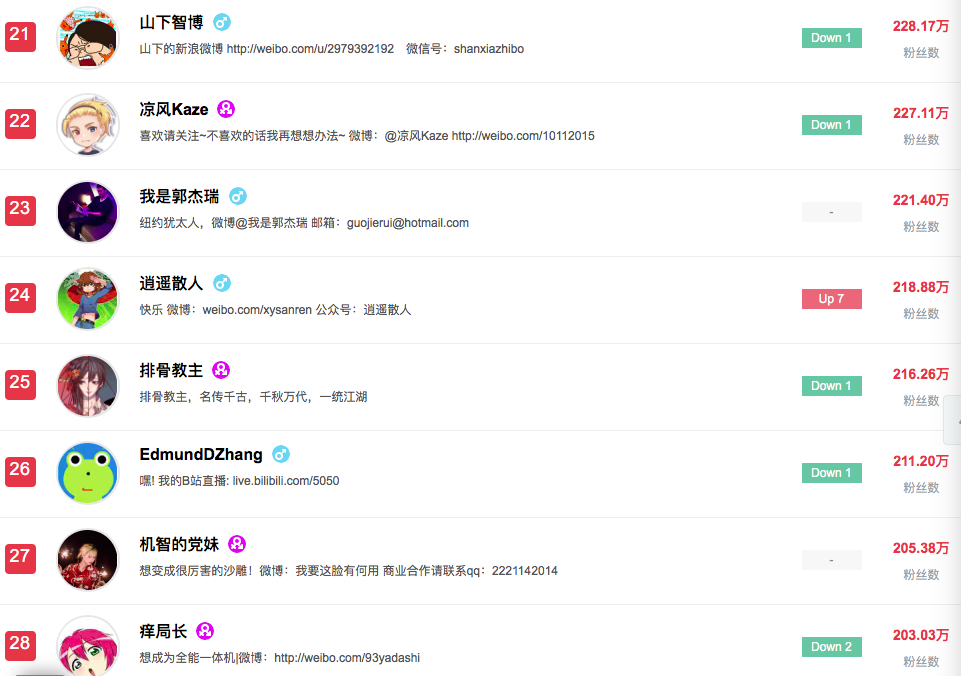 21
山下智博
山下的新浪微博 http://weibo.com/u/2979392192 微信号：shanxiazhibo
Down 1
228.17万
粉丝数
22
凉风Kaze
喜欢请关注~不喜欢的话我再想想办法~ 微博：@凉风Kaze http://weibo.com/10112015
Down 1
227.11万
粉丝数
23
我是郭杰瑞
纽约犹太人，微博@我是郭杰瑞 邮箱：guojierui@hotmail.com
-
221.40万
粉丝数
24
逍遥散人
快乐 微博：weibo.com/xysanren 公众号：逍遥散人
Up 7
218.88万
粉丝数
25
排骨教主
排骨教主，名传千古，千秋万代，一统江湖
Down 1
216.26万
粉丝数
26
EdmundDZhang
嘿! 我的B站直播: live.bilibili.com/5050
Down 1
211.20万
粉丝数
27
机智的党妹
想变成很厉害的沙雕！微博：我要这脸有何用 商业合作请联系qq：2221142014
-
205.38万
粉丝数
28
痒局长
想成为全能一体机|微博：http://weibo.com/93yadashi
Down 2
203.03万
粉丝数